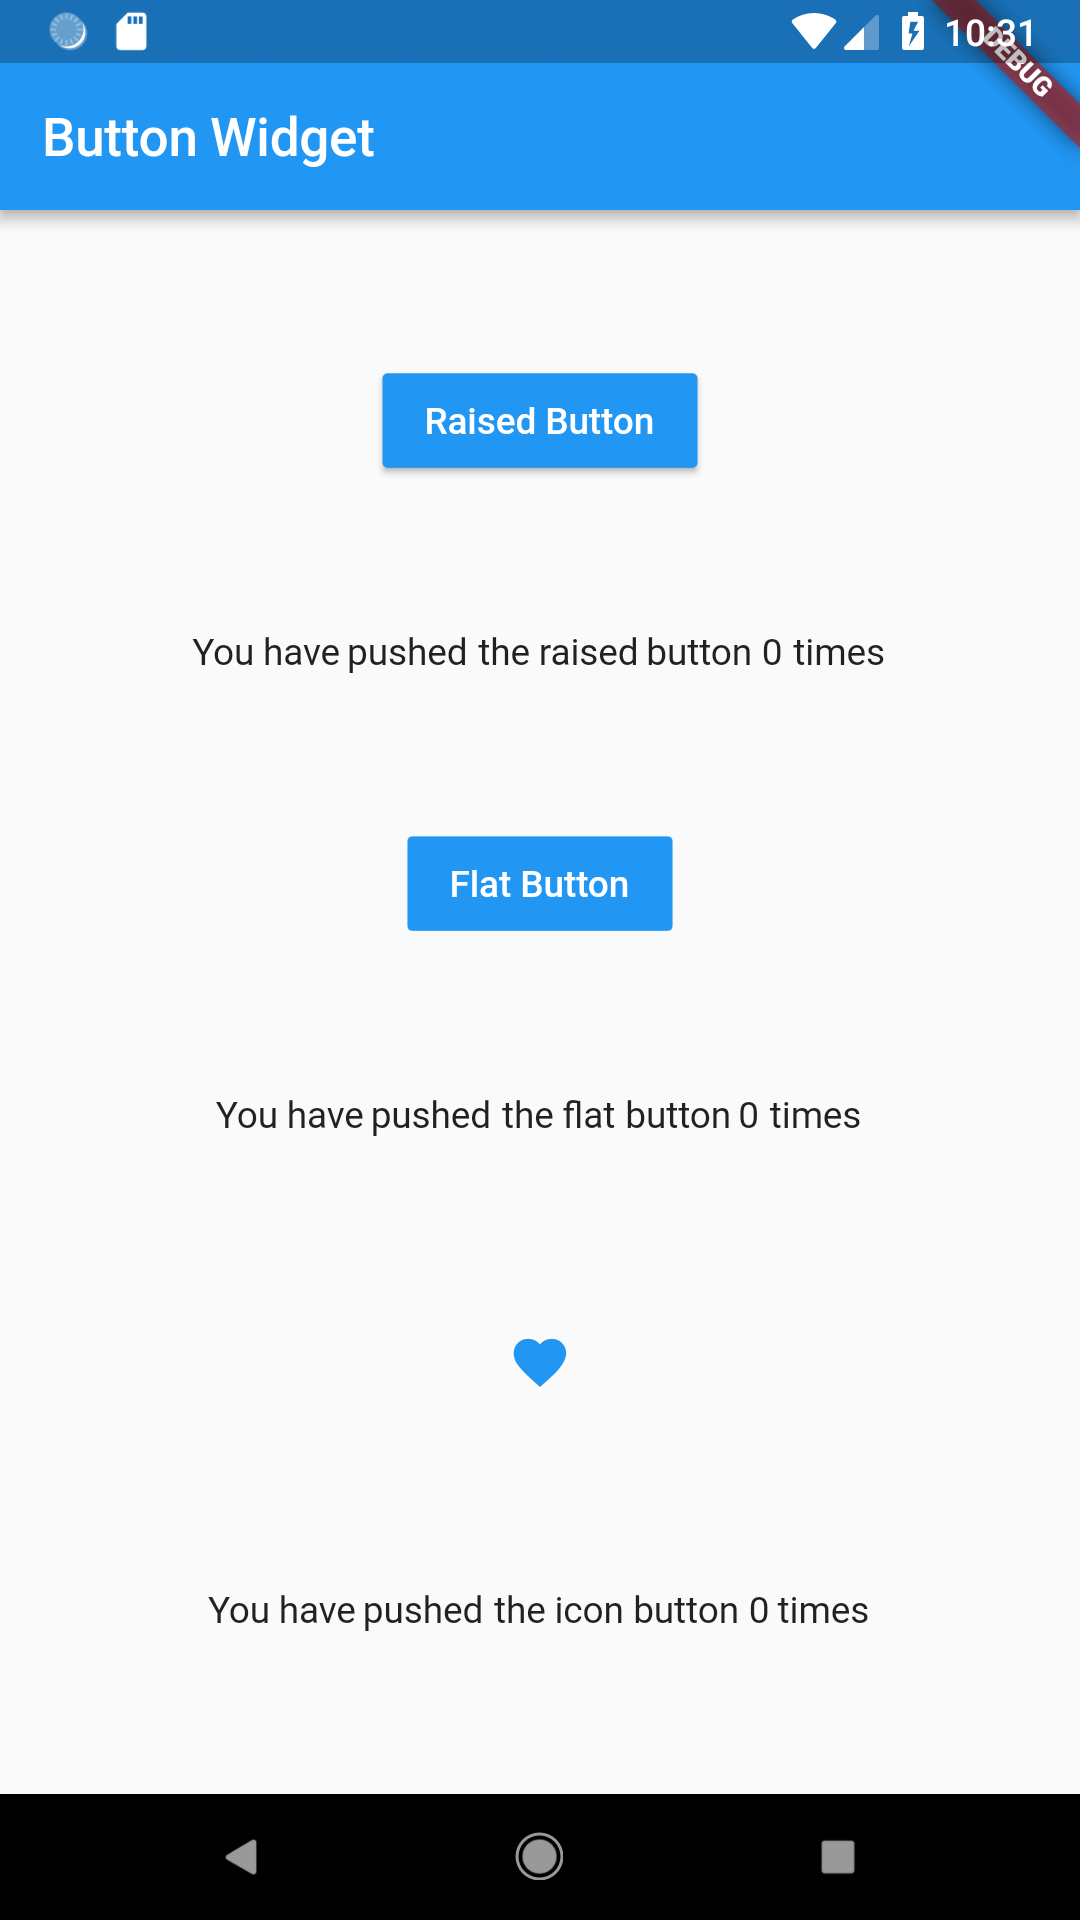 10:31
DEBUG
Button Widget
Raised Button
You have pushed the raised button 0 times
Flat Button
You have pushed the flat button 0 times
You have pushed the icon button 0 times